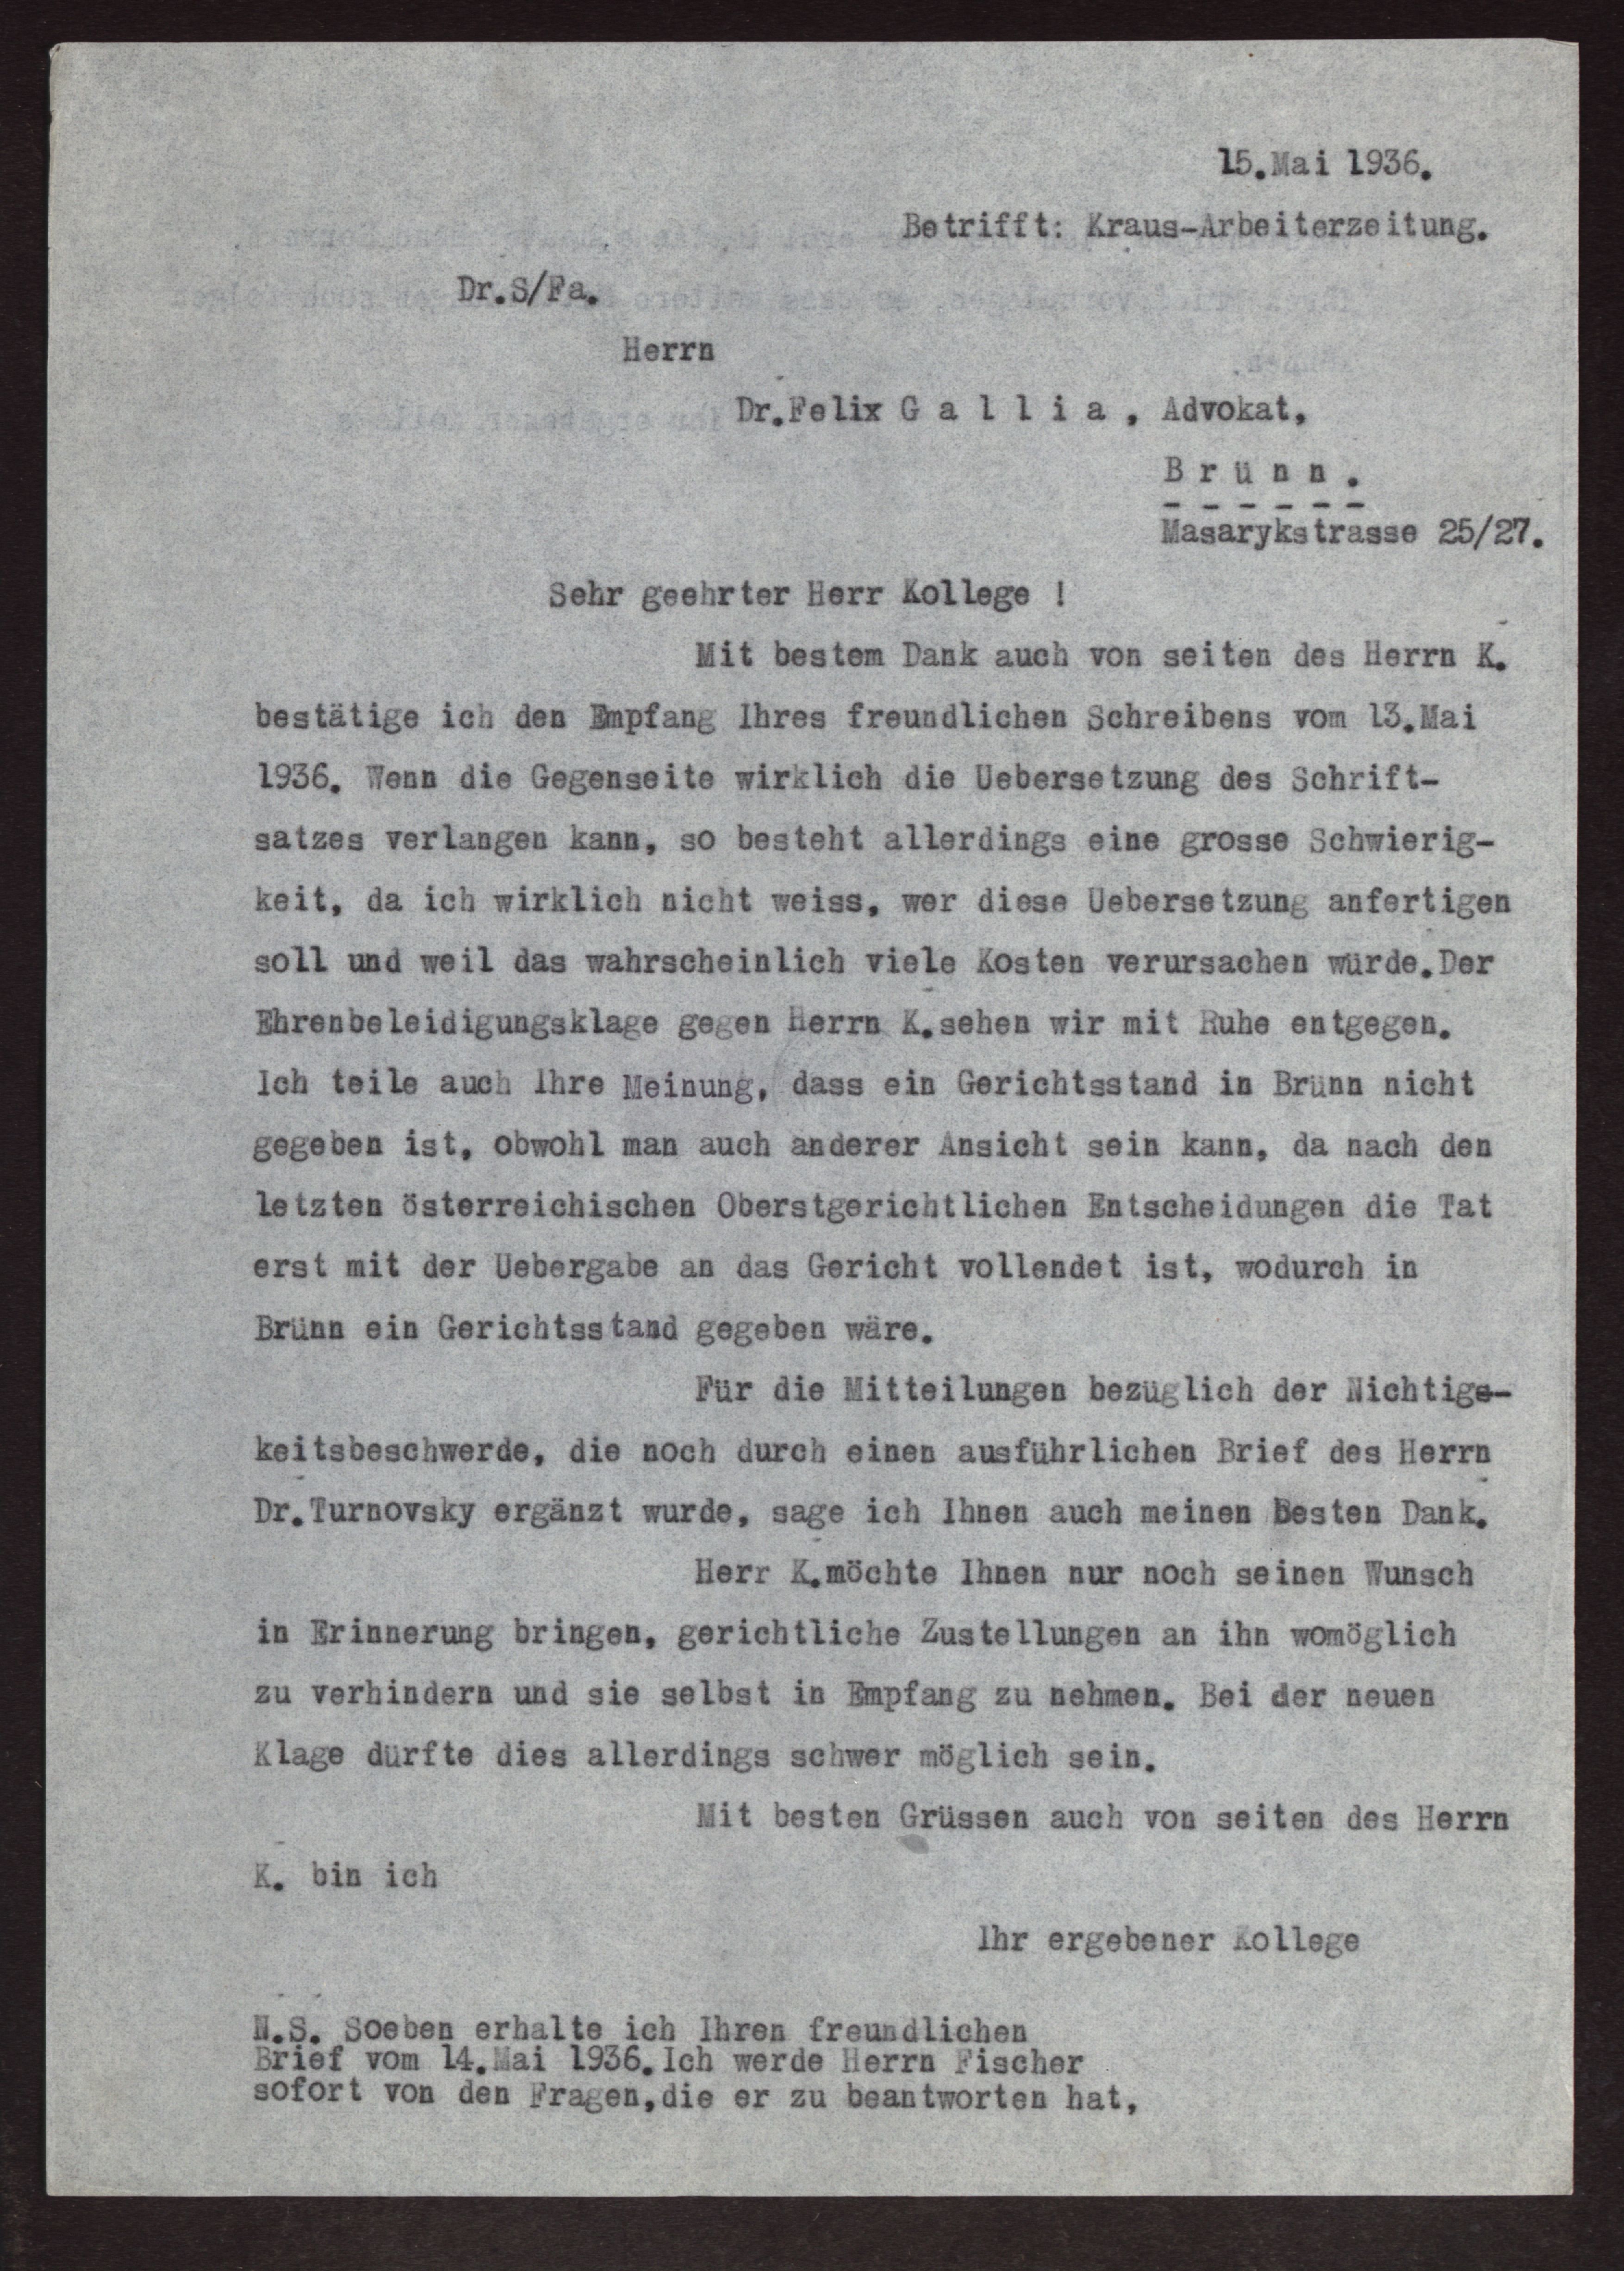 15.Mai 1936.
Betrifft: Kraus-Arbeiterzeitung.
Dr.S/Fa.
Herrn
Dr.Felix G a l l i a , Advokat,
B r ü n n .
Masarykstrasse 25/27.
Sehr geehrter Herr Kollege !
Mit bestem Dank auch von seiten des Herrn K.
bestätige ich den Empfang Ihres freundlichen Schreibens vom 13.Mai
1936. Wenn die Gegenseite wirklich die Uebersetzung des Schrift-
satzes verlangen kann, so besteht allerdings eine grosse Schwierig-
keit, da ich wirklich nicht weiss, wer diese Uebersetzung anfertigen
soll und weil das wahrscheinlich viele Kosten verursachen würde.Der
Ehrenbeleidigungsklage gegen Herrn K.sehen wir mit Ruhe entgegen.
Ich teile auch Ihre Meinung, dass ein Gerichtsstand in Brünn nicht
gegeben ist, obwohl man auch anderer Ansicht sein kann, da nach den
letzten österreichischen Oberstgerichtlichen Entscheidungen die Tat
erst mit der Uebergabe an das Gericht vollendet ist, wodurch in
Brünn ein Gerichtsstand gegeben wäre.
Für die Mitteilungen bezüglich der Nichtigs-
keitsbeschwerde, die noch durch einen ausführlichen Brief des Herrn
Dr.Turnovsky ergänzt wurde, sage ich Ihnen auch meinen Besten Dank.
Herr K.möchte Ihnen nur noch seinen Wunsch
in Erinnerung bringen, gerichtliche Zustellungen an ihn womöglich
zu verhindern und sie selbst in Empfang zu nehmen. Bei der neuen
Klage dürfte dies allerdings schwer möglich sein.
Mit besten Grüssen auch von seiten des Herrn
K. bin ich
Ihr ergebener Kollege
N.S. Soeben erhalte ich Ihren freundlichen
Brief vom 14.Mai 1936.Ich werde Herrn Fischer
sofort von den Fragen,die er zu beantworten hat,